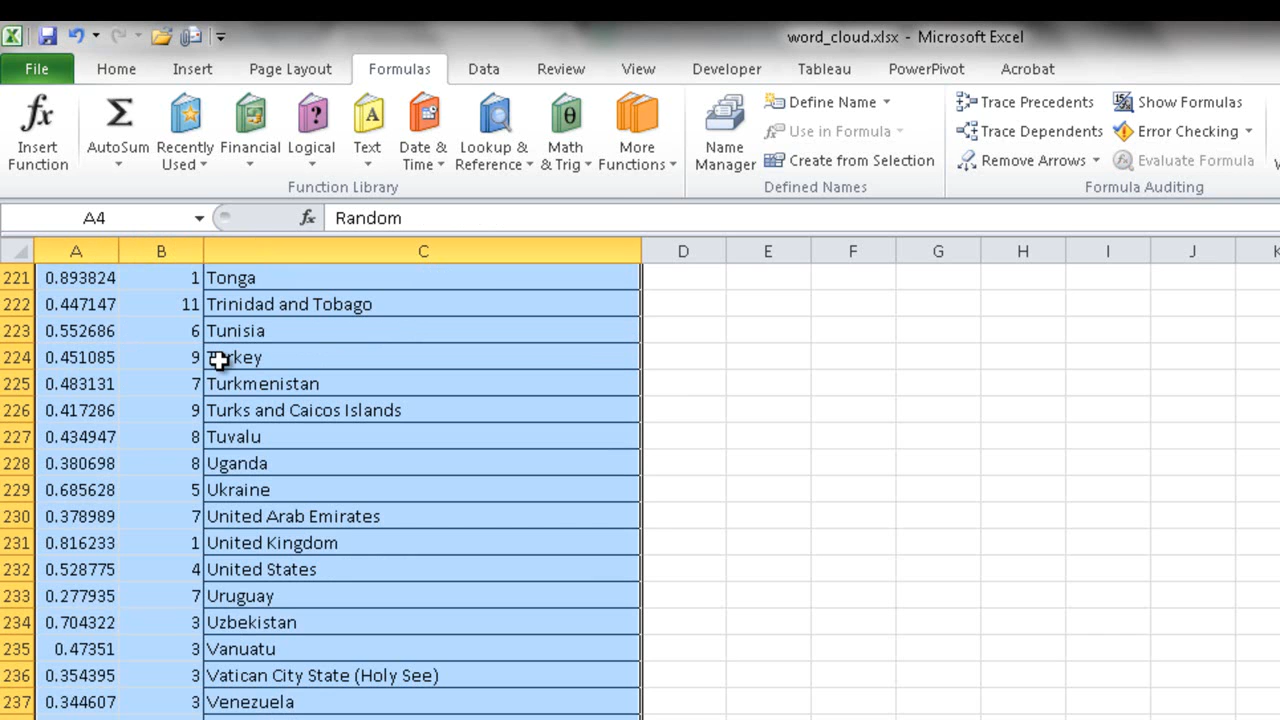 word_cloud.xlsx - Microsoft Excel
File Home Insert Page Layout Formulas Data Review View Developer Tableau PowerPivot Acrobat
fx Σ ? A θ
Insert Function AutoSum Recently Used Financial Logical Text Date & Time Lookup & Reference Math & Trig More Functions
Function Library
Name Manager
Define Name
Use in Formula
Create from Selection
Defined Names
Trace Precedents Show Formulas
Trace Dependents Error Checking
Remove Arrows Evaluate Formula
Formula Auditing
A4 fx Random
A B C D E F G H I J K
221 0.893824 1 Tonga
222 0.447147 11 Trinidad and Tobago
223 0.552686 6 Tunisia
224 0.451085 9 Turkey
225 0.483131 7 Turkmenistan
226 0.417286 9 Turks and Caicos Islands
227 0.434947 8 Tuvalu
228 0.380698 8 Uganda
229 0.685628 5 Ukraine
230 0.378989 7 United Arab Emirates
231 0.816233 1 United Kingdom
232 0.528775 4 United States
233 0.277935 7 Uruguay
234 0.704322 3 Uzbekistan
235 0.47351 3 Vanuatu
236 0.354395 3 Vatican City State (Holy See)
237 0.344607 3 Venezuela